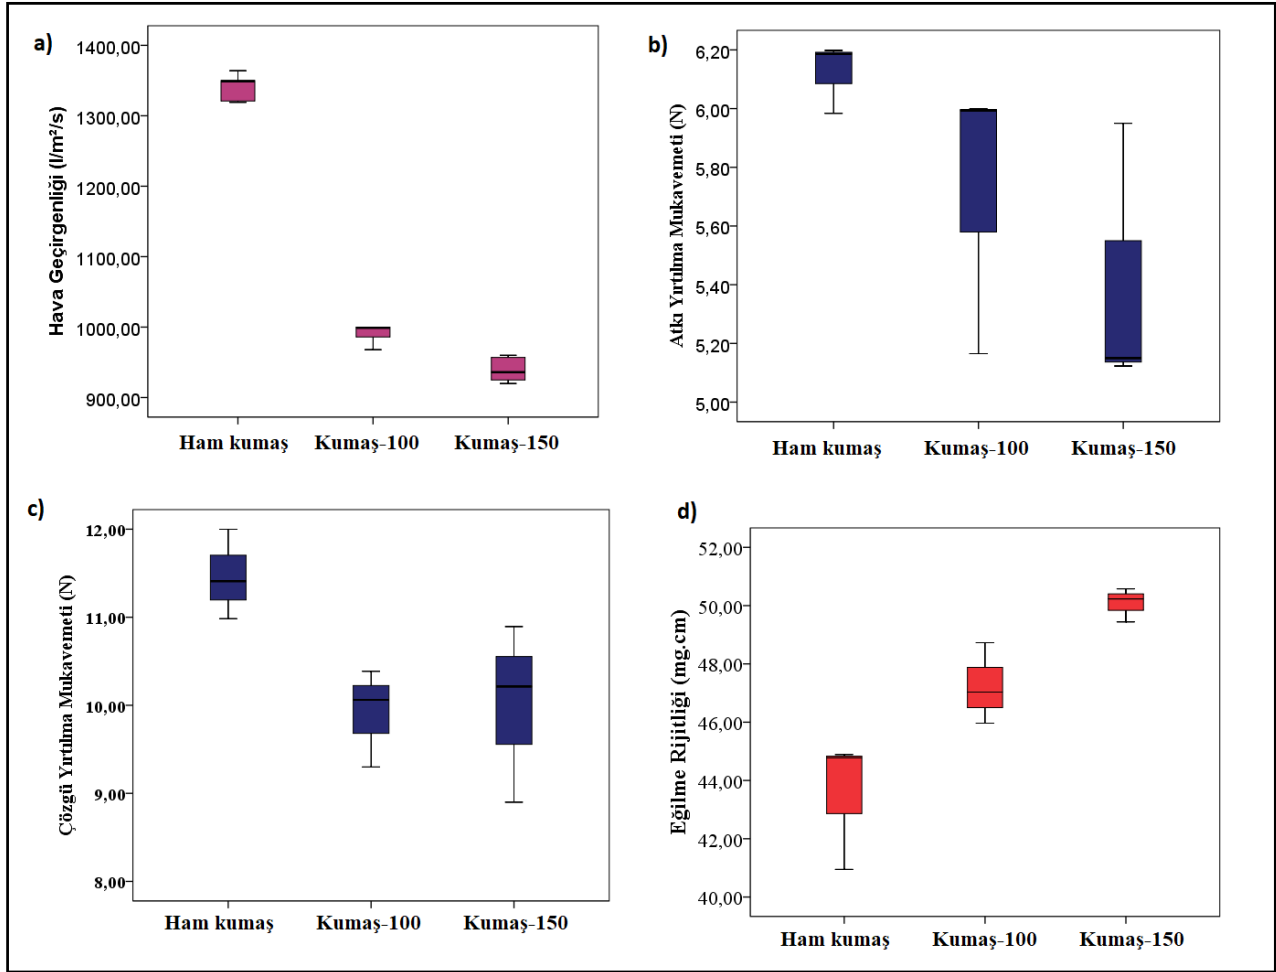 a)
Hava Geçirgenliği (l/m²/s)
1400,00
1300,00
1200,00
1100,00
1000,00
900,00
Ham kumaş Kumaş-100 Kumaş-150
b)
Atkı Yırtılma Mukavemeti (N)
6,20
6,00
5,80
5,60
5,40
5,20
5,00
Ham kumaş Kumaş-100 Kumaş-150
c)
Çözgü Yırtılma Mukavemeti (N)
12,00
11,00
10,00
9,00
8,00
Ham kumaş Kumaş-100 Kumaş-150
d)
Eğilme Rijitliği (mg.cm)
52,00
50,00
48,00
46,00
44,00
42,00
40,00
Ham kumaş Kumaş-100 Kumaş-150